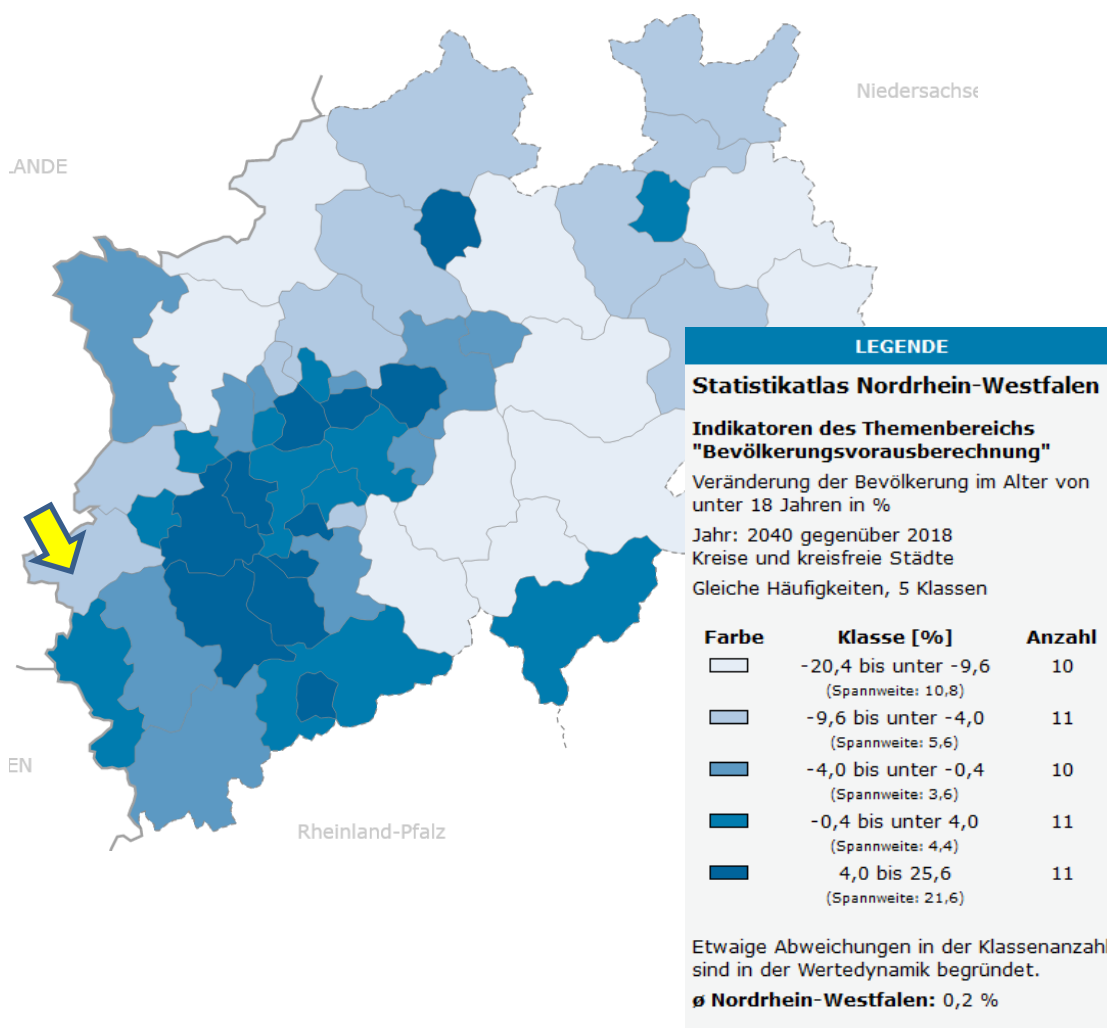 Niedersachse
LANDE
LEGENDE
Statistikatlas Nordrhein-Westfalen
Indikatoren des Themenbereichs
"Bevölkerungsvorausberechnung"
Veränderung der Bevölkerung im Alter von
unter 18 Jahren in %
Jahr: 2040 gegenüber 2018
Kreise und kreisfreie Städte
Gleiche Häufigkeiten, 5 Klassen
Farbe Klasse [%] Anzahl
-20,4 bis unter -9,6 10
(Spannweite: 10,8)
-9,6 bis unter -4,0 11
(Spannweite: 5,6)
-4,0 bis unter -0,4 10
(Spannweite: 3,6)
-0,4 bis unter 4,0 11
(Spannweite: 4,4)
4,0 bis 25,6 11
(Spannweite: 21,6)
EN
Rheinland-Pfalz
Etwaige Abweichungen in der Klassenanzahl
sind in der Wertedynamik begründet.
ø Nordrhein-Westfalen: 0,2 %